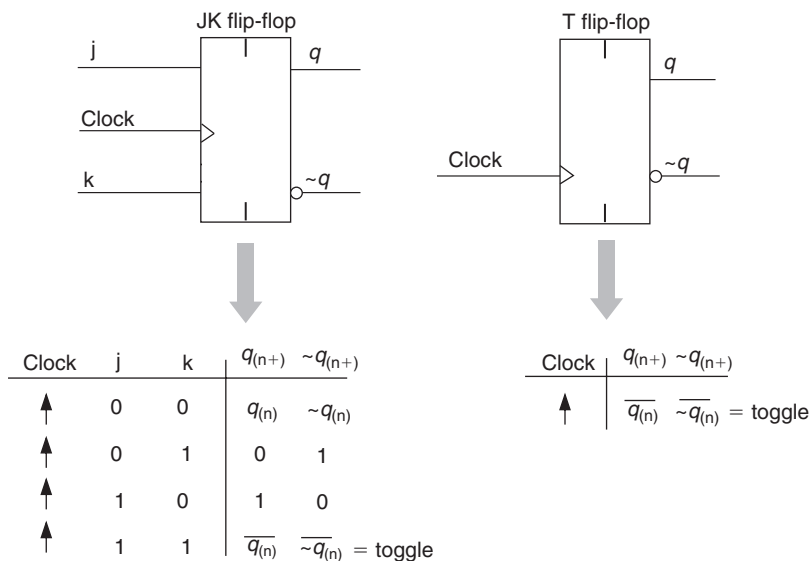 JK flip-flop
j
q
Clock
k
~q
T flip-flop
q
Clock
~q
Clock j k q(n+) ~q(n+)
0 0 q(n) ~q(n)
0 1 0 1
1 0 1 0
1 1 q̅(n) ~q̅(n) = toggle
Clock q(n+) ~q(n+)
q̅(n) ~q̅(n) = toggle